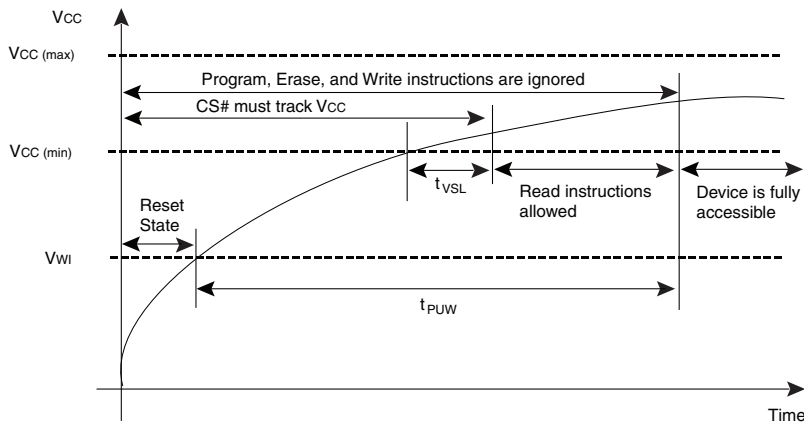 Vcc
Vcc (max)
Program, Erase, and Write instructions are ignored
CS# must track Vcc
Vcc (min)
tVSL
Read instructions
allowed
Device is fully
accessible
Reset
State
VWI
tPUW
Time